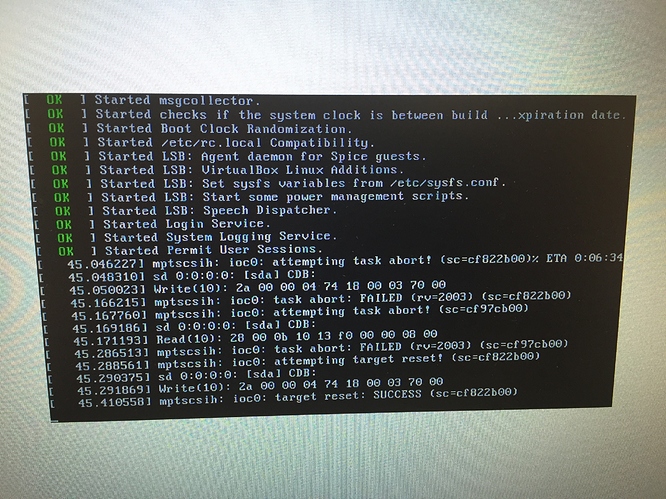 [  OK  ] Started msgcollector.
[  OK  ] Started checks if the system clock is between build ...xpiration date.
[  OK  ] Started Boot Clock Randomization.
[  OK  ] Started /etc/rc.local Compatibility.
[  OK  ] Started LSB: Agent daemon for Spice guests.
[  OK  ] Started LSB: VirtualBox Linux Additions.
[  OK  ] Started LSB: Set sysfs variables from /etc/sysfs.conf.
[  OK  ] Started LSB: Start some power management scripts.
[  OK  ] Started LSB: Speech Dispatcher.
[  OK  ] Started Login Service.
[  OK  ] Started System Logging Service.
[  OK  ] Started Permit User Sessions.
[   45.046227] mptscsih: ioc0: attempting task abort! (sc=cf822b00)% ETA 0:06:34
[   45.048310] sd 0:0:0:0: [sda] CDB:
[   45.050023] Write(10): 2a 00 00 04 74 18 00 03 70 00
[   45.166215] mptscsih: ioc0: task abort: FAILED (rv=2003) (sc=cf822b00)
[   45.167760] mptscsih: ioc0: attempting task abort! (sc=cf97cb00)
[   45.169186] sd 0:0:0:0: [sda] CDB:
[   45.171193] Read(10): 28 00 0b 10 13 f0 00 00 08 00
[   45.286513] mptscsih: ioc0: task abort: FAILED (rv=2003) (sc=cf97cb00)
[   45.288561] mptscsih: ioc0: attempting target reset! (sc=cf822b00)
[   45.290375] sd 0:0:0:0: [sda] CDB:
[   45.291869] Write(10): 2a 00 00 04 74 18 00 03 70 00
[   45.410558] mptscsih: ioc0: target reset: SUCCESS (sc=cf822b00)